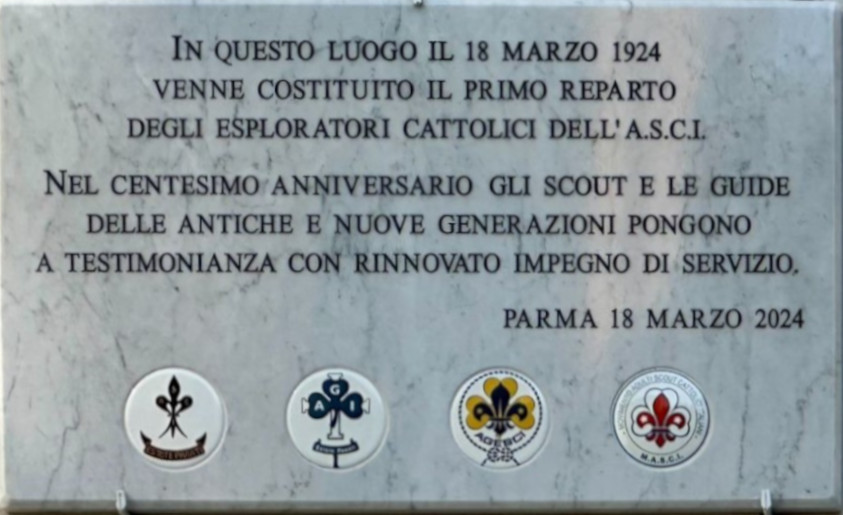 IN QUESTO LUOGO IL 18 MARZO 1924
VENNE COSTITUITO IL PRIMO REPARTO
DEGLI ESPLORATORI CATTOLICI DELL'A.S.C.I.
NEL CENTESIMO ANNIVERSARIO GLI SCOUT E LE GUIDE
DELLE ANTICHE E NUOVE GENERAZIONI PONGONO
A TESTIMONIANZA CON RINNOVATO IMPEGNO DI SERVIZIO.
PARMA 18 MARZO 2024
AGI
AGESCI
M.A.S.C.I.